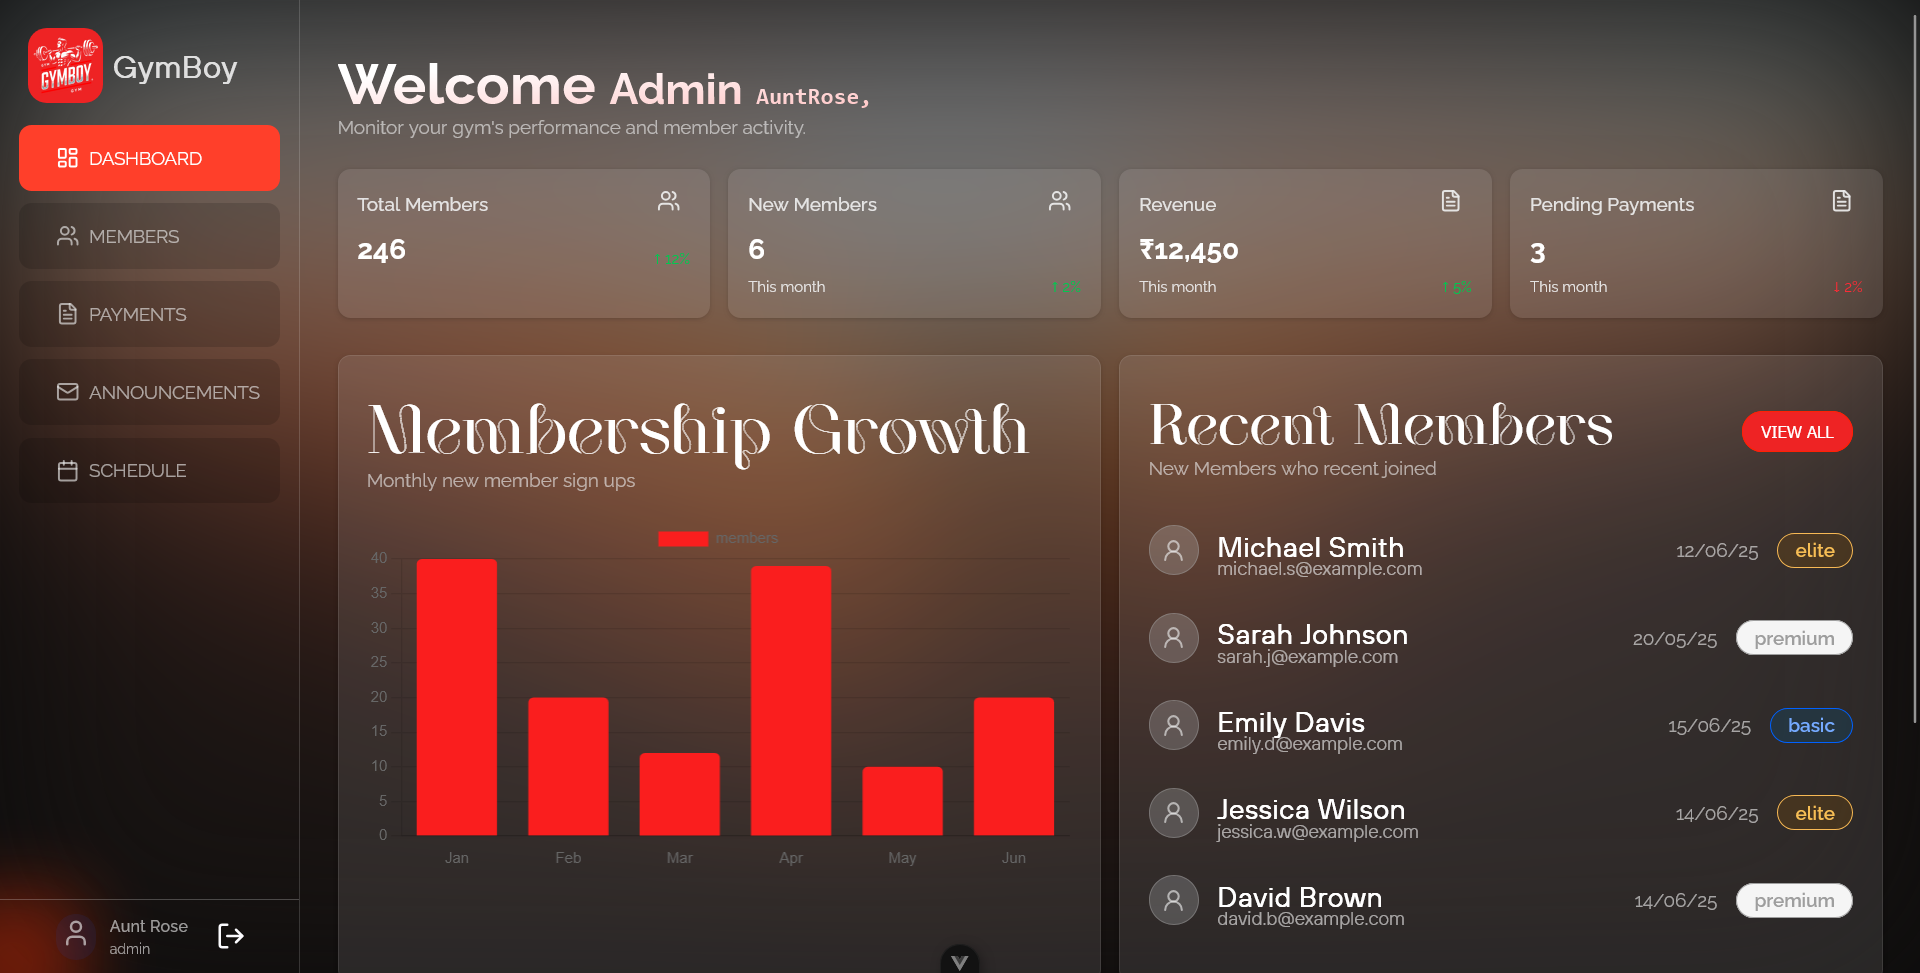 GYMBOY
GYM
GymBoy
DASHBOARD
MEMBERS
PAYMENTS
ANNOUNCEMENTS
SCHEDULE
Aunt Rose
admin
Welcome Admin AuntRose,
Monitor your gym's performance and member activity.
Total Members
246
↑ 12%
New Members
6
This month
↑ 2%
Revenue
₹12,450
This month
↑ 5%
Pending Payments
3
This month
↓ 2%
Membership Growth
Monthly new member sign ups
members
40
35
30
25
20
15
10
5
0
Jan Feb Mar Apr May Jun
Recent Members
VIEW ALL
New Members who recent joined
Michael Smith
michael.s@example.com
12/06/25
elite
Sarah Johnson
sarah.j@example.com
20/05/25
premium
Emily Davis
emily.d@example.com
15/06/25
basic
Jessica Wilson
jessica.w@example.com
14/06/25
elite
David Brown
david.b@example.com
14/06/25
premium